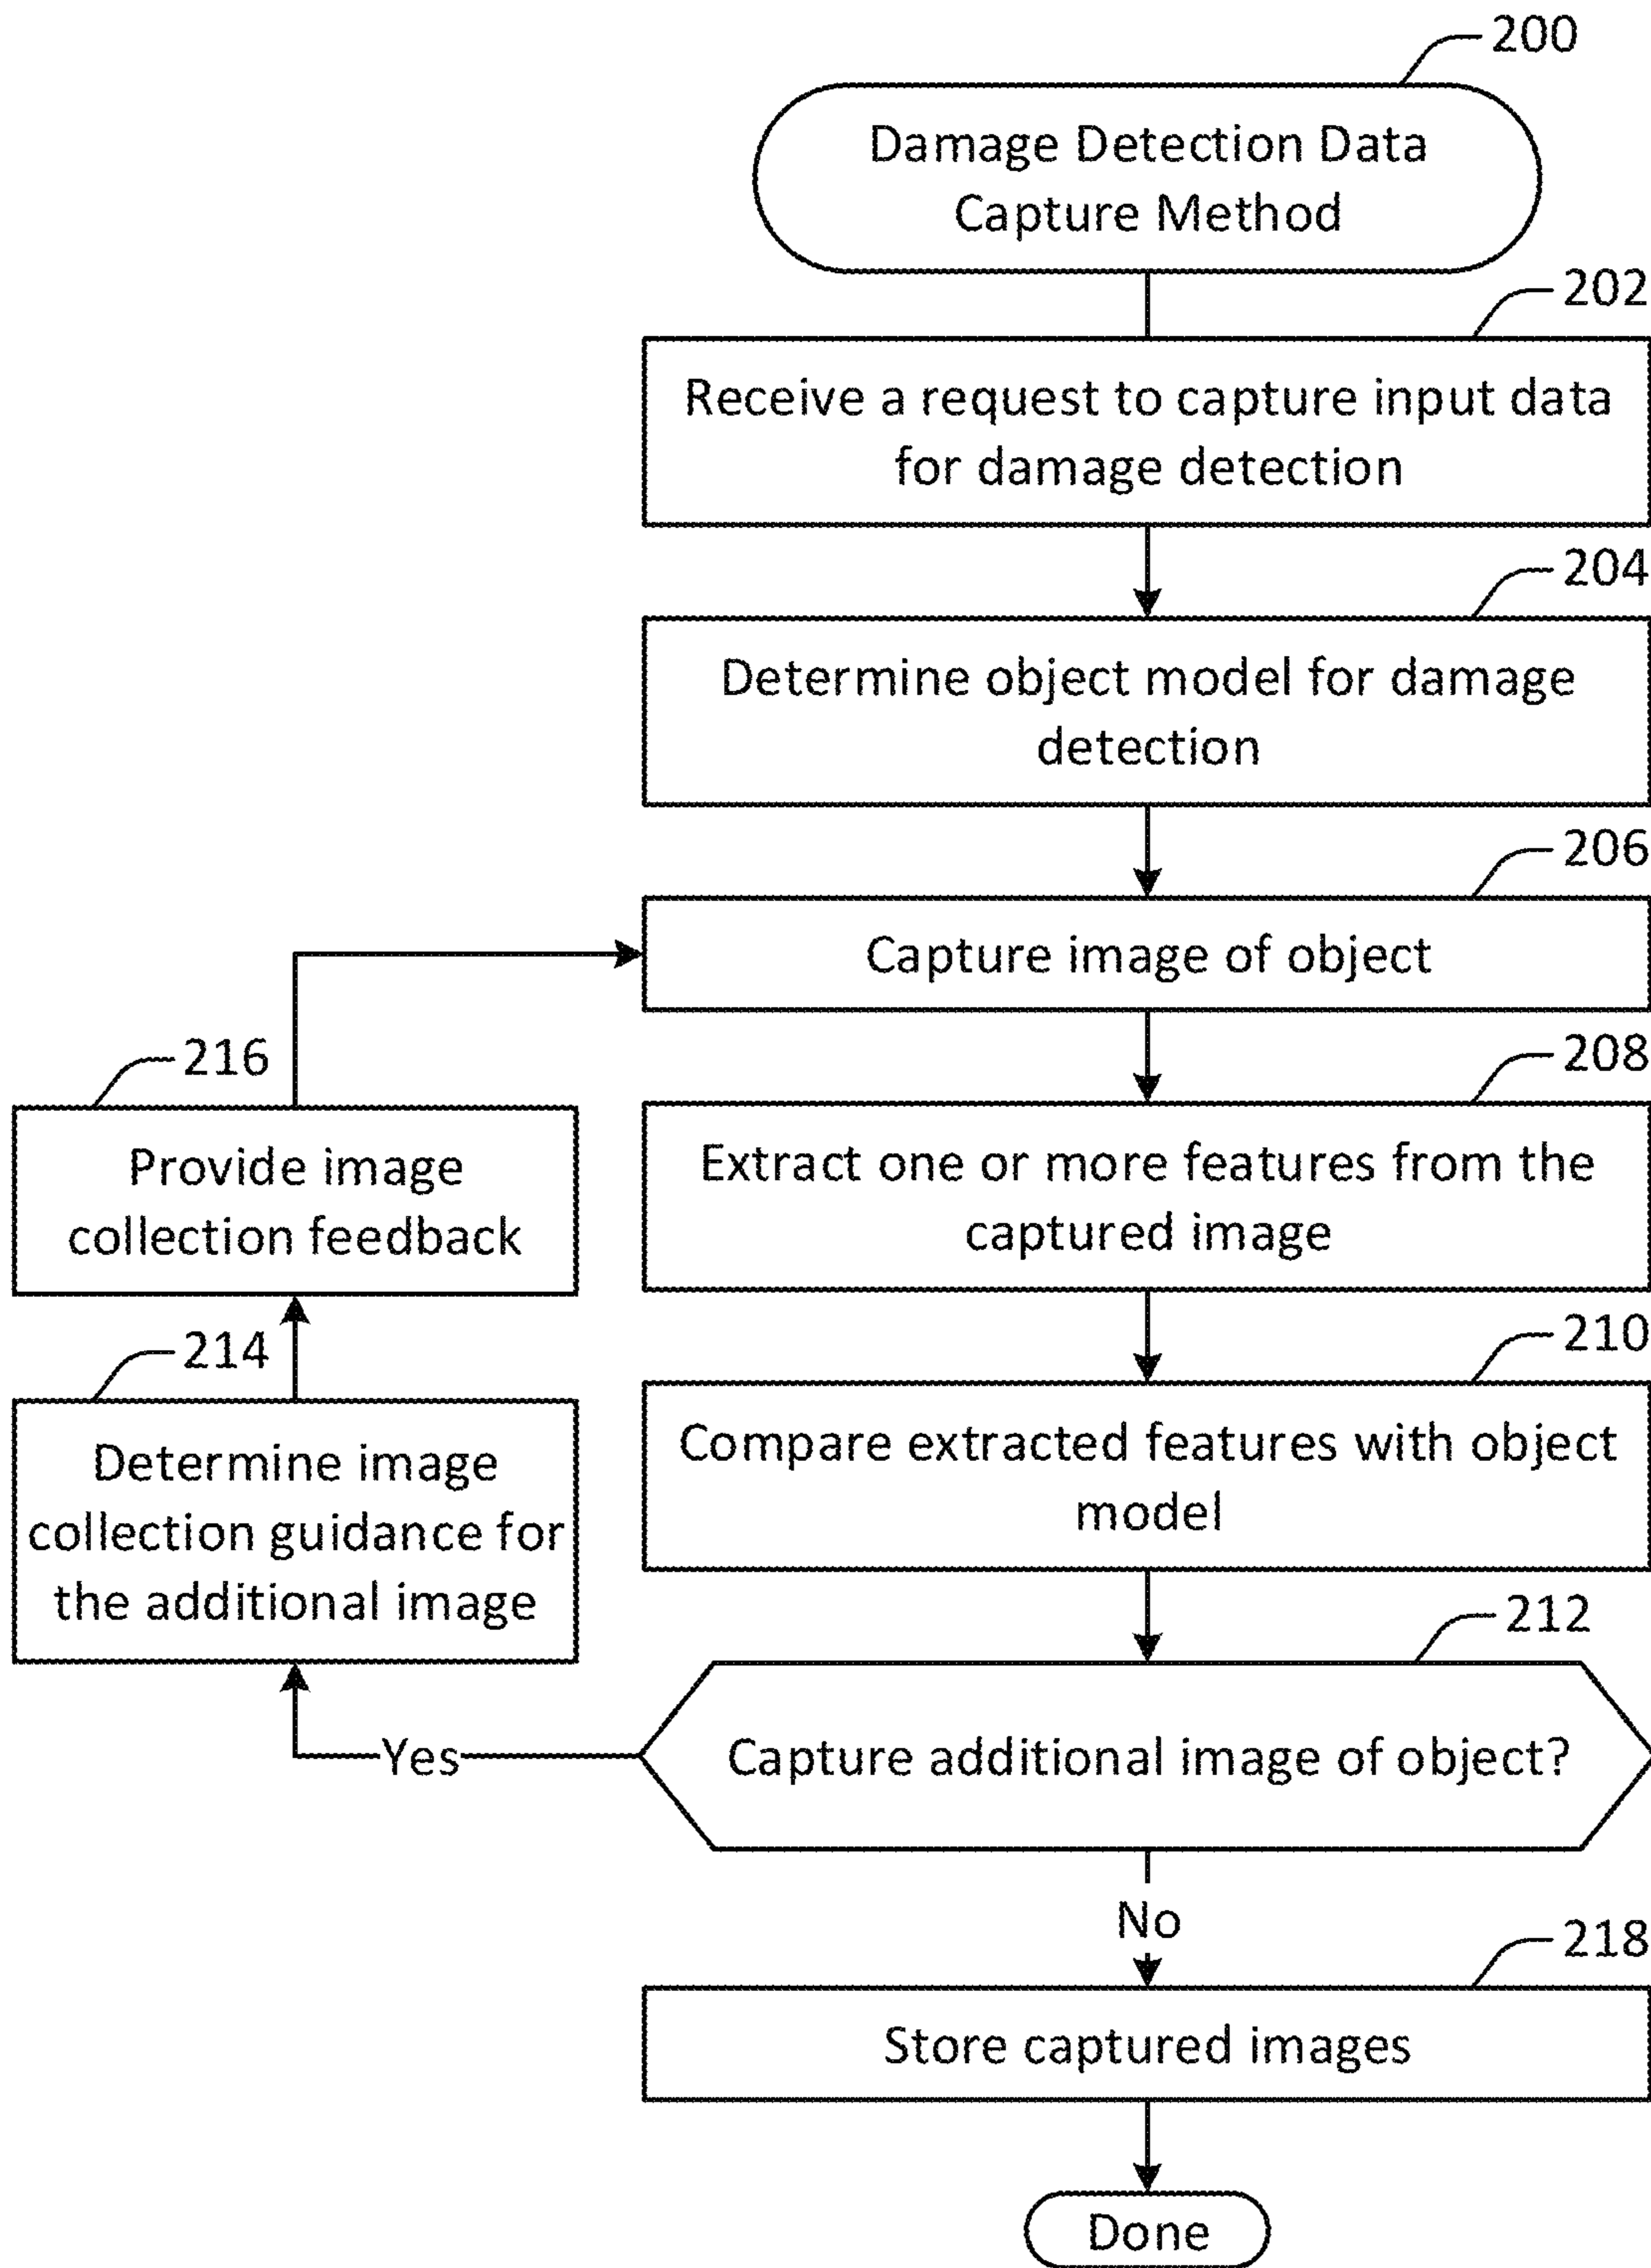 200
Damage Detection Data
Capture Method
202
Receive a request to capture input data
for damage detection
204
Determine object model for damage
detection
206
Capture image of object
208
Extract one or more features from the
captured image
210
Compare extracted features with object
model
212
Capture additional image of object?
Yes
214
Determine image
collection guidance for
the additional image
216
Provide image
collection feedback
No
218
Store captured images
Done